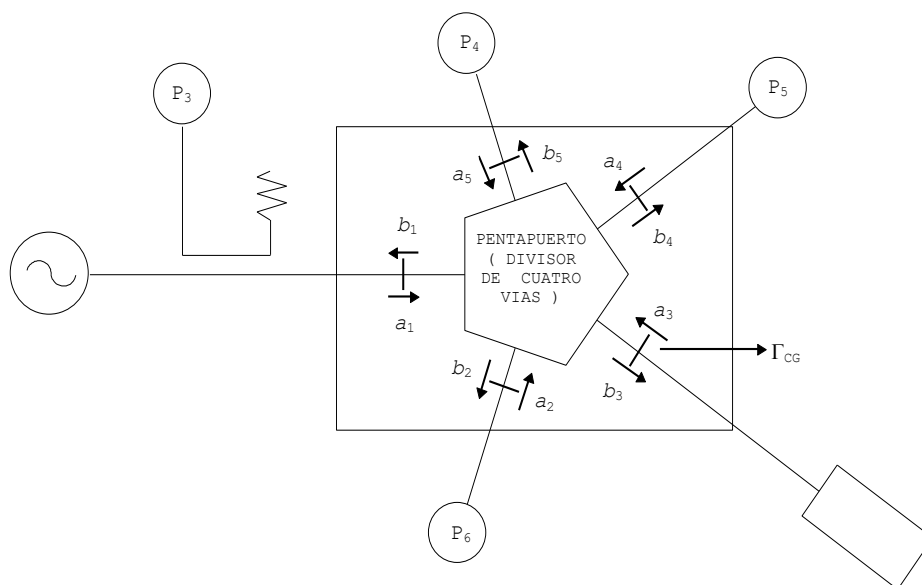 P₄
P₃
P₅
a₅
b₅
a₄
b₄
b₁
a₁
PENTAPUERTO
( DIVISOR
DE CUATRO
VIAS )
a₃
Γ_CG
b₃
b₂
a₂
P₆